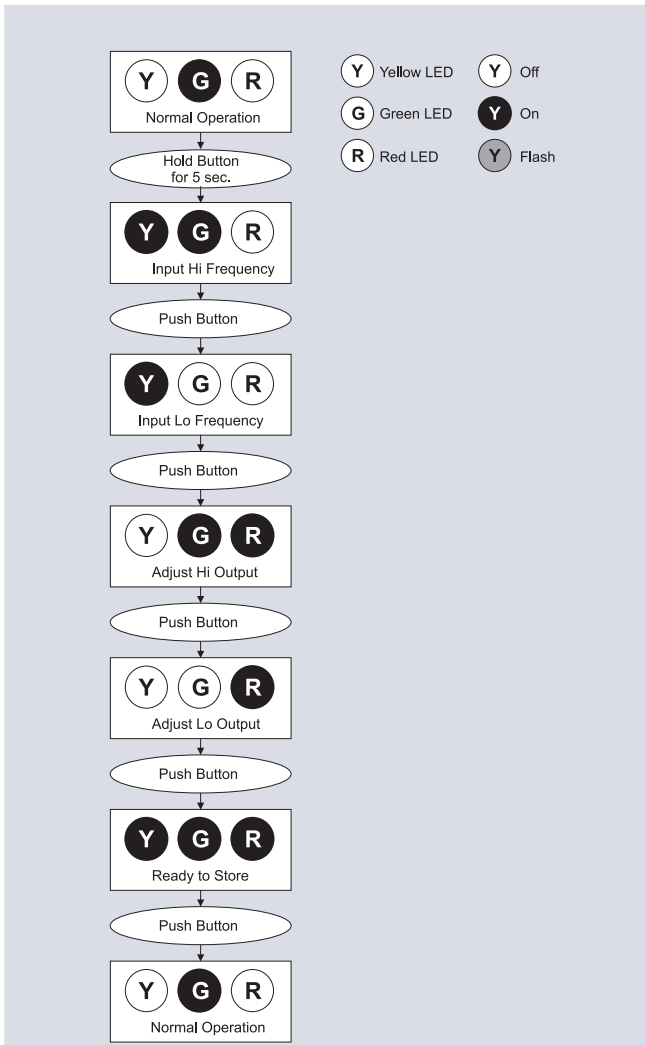 Y G R
Normal Operation
Hold Button
for 5 sec.
Y G R
Input Hi Frequency
Push Button
Y G R
Input Lo Frequency
Push Button
Y G R
Adjust Hi Output
Push Button
Y G R
Adjust Lo Output
Push Button
Y G R
Ready to Store
Push Button
Y G R
Normal Operation
Y Yellow LED
G Green LED
R Red LED
Y Off
Y On
Y Flash